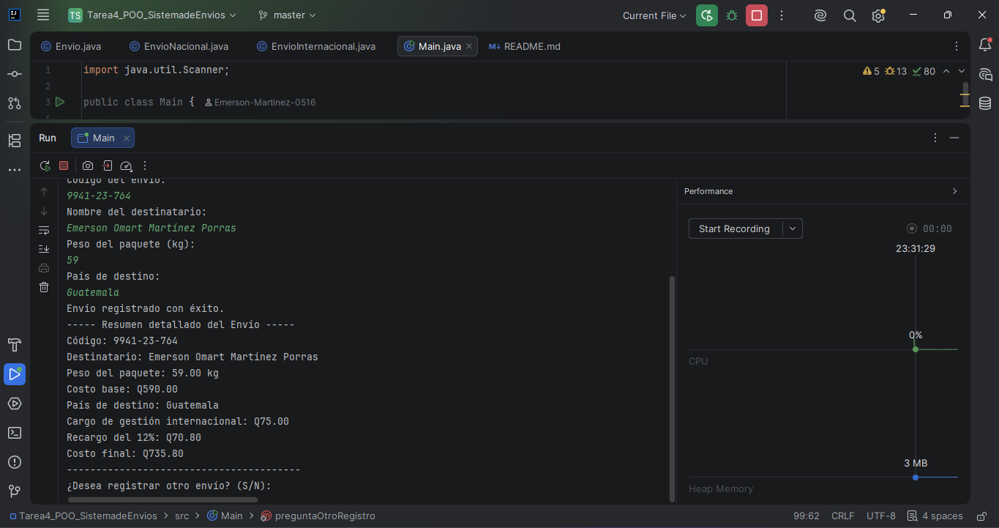 TS Tarea4_POO_SistemadeEnvios master Current File
Envio.java EnvioNacional.java EnvioInternacional.java Main.java README.md
1 import java.util.Scanner; 5 13 80
2
3 public class Main { Emerson-Martinez-0516
4
Run Main
Código del envío:
9941-23-764
Nombre del destinatario:
Emerson Omart Martínez Porras
Peso del paquete (kg):
59
País de destino:
Guatemala
Envío registrado con éxito.
----- Resumen detallado del Envío -----
Código: 9941-23-764
Destinatario: Emerson Omart Martínez Porras
Peso del paquete: 59.00 kg
Costo base: Q590.00
País de destino: Guatemala
Cargo de gestión internacional: Q75.00
Recargo del 12%: Q70.80
Costo final: Q735.80
----------------------------------------
¿Desea registrar otro envío? (S/N):
Performance
Start Recording 00:00
23:31:29
0%
CPU
3 MB
Heap Memory
Tarea4_POO_SistemadeEnvios > src > Main > preguntaOtroRegistro 99:62 CRLF UTF-8 4 spaces